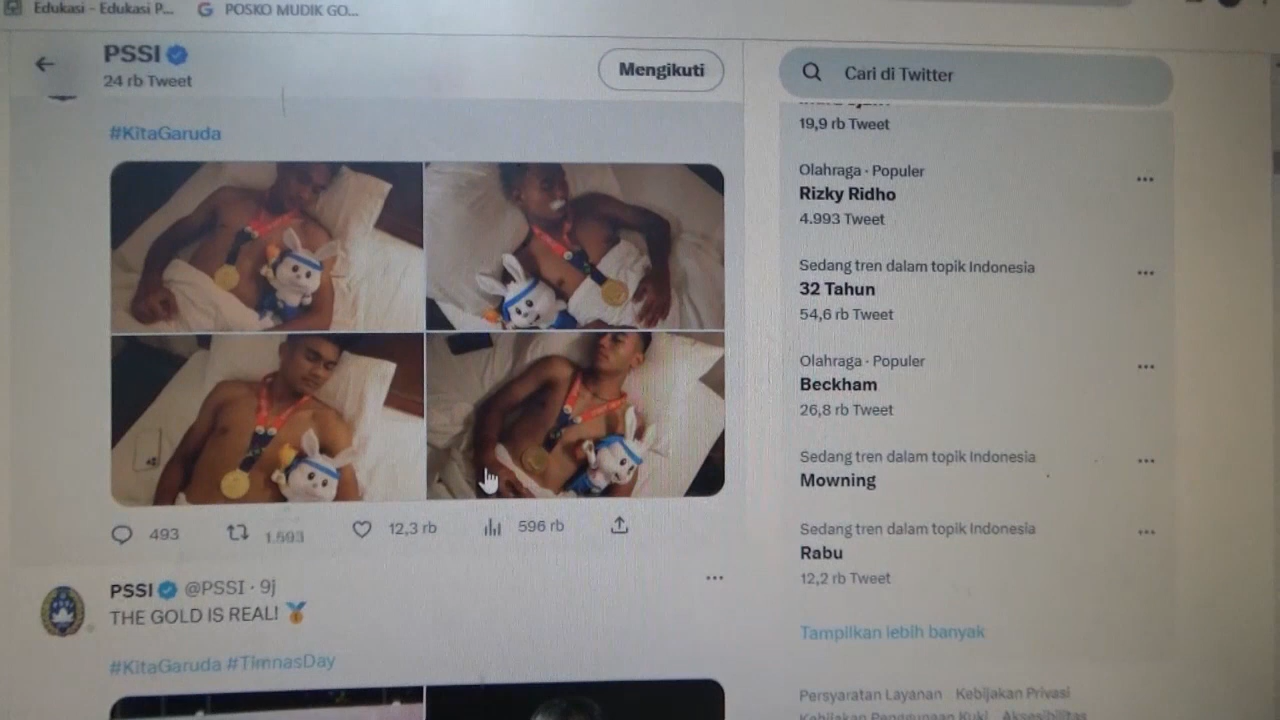 Edukasi - Edukasi P...
POSKO MUDIK GO...
PSSI
24 rb Tweet
Mengikuti
Cari di Twitter
#KitaGaruda
493
1.593
12,3 rb
596 rb
PSSI @PSSI · 9j
THE GOLD IS REAL!
#KitaGaruda #TimnasDay
19,9 rb Tweet
Olahraga · Populer
Rizky Ridho
4.993 Tweet
Sedang tren dalam topik Indonesia
32 Tahun
54,6 rb Tweet
Olahraga · Populer
Beckham
26,8 rb Tweet
Sedang tren dalam topik Indonesia
Mowning
Sedang tren dalam topik Indonesia
Rabu
12,2 rb Tweet
Tampilkan lebih banyak
Persyaratan Layanan Kebijakan Privasi
Kebijakan Penggunaan Kuki Aksesibilitas